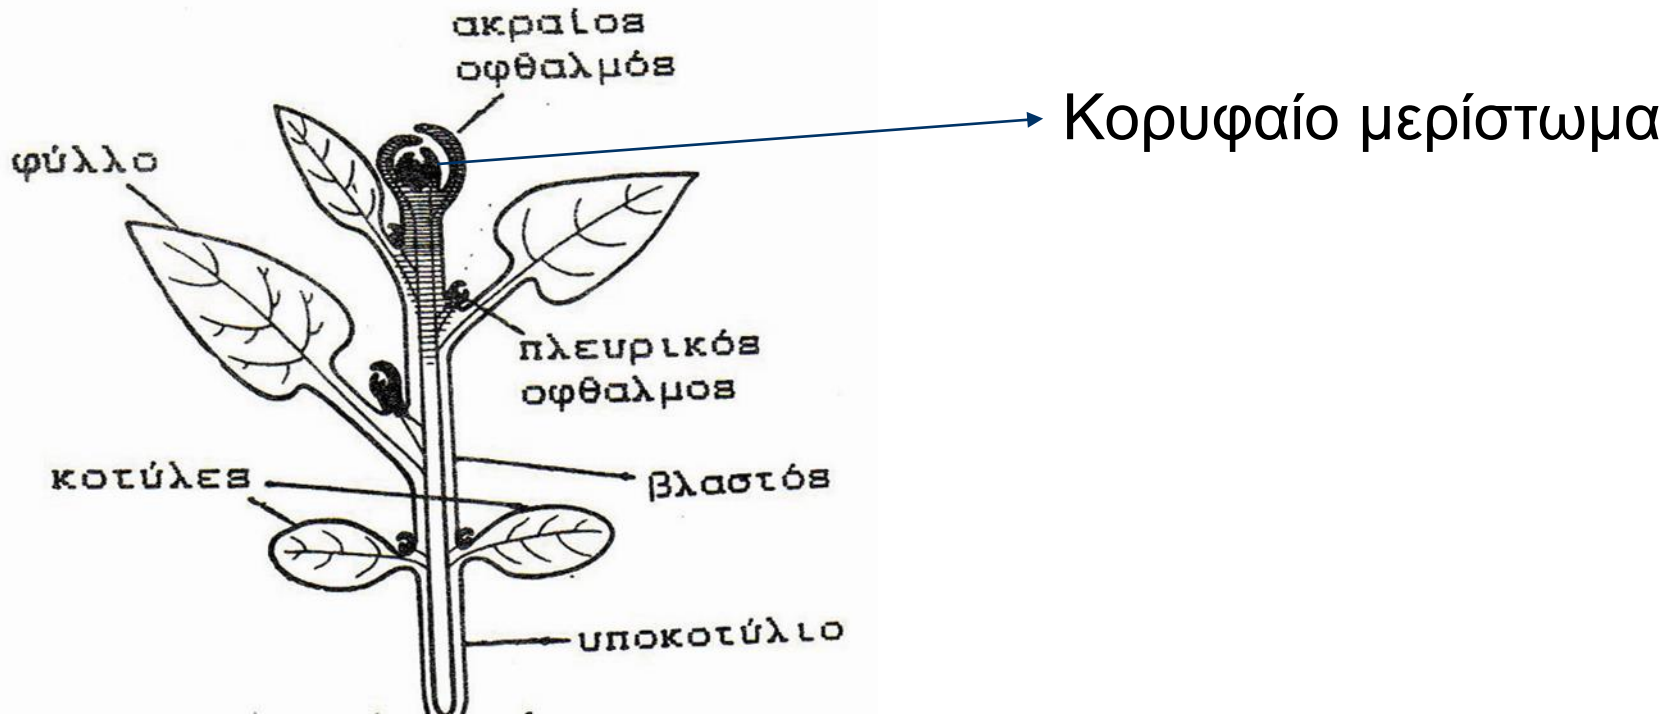 ακραίος
οφθαλμός
Κορυφαίο μερίστωμα
φύλλο
πλευρικός
οφθαλμος
κοτύλες
βλαστός
υποκοτύλιο